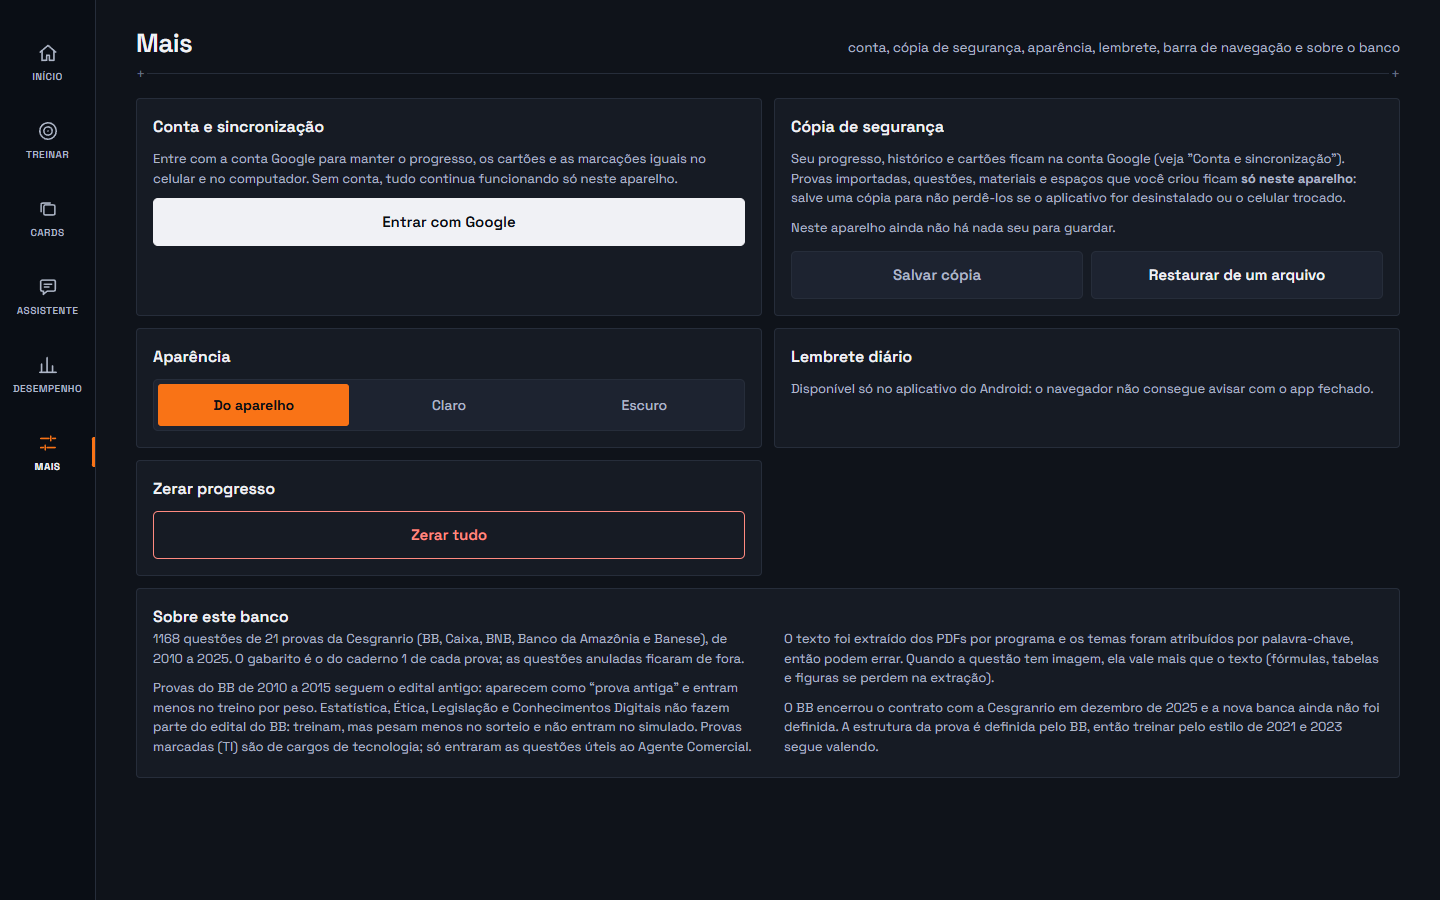 INÍCIO
TREINAR
CARDS
ASSISTENTE
DESEMPENHO
MAIS
Mais
conta, cópia de segurança, aparência, lembrete, barra de navegação e sobre o banco
Conta e sincronização
Entre com a conta Google para manter o progresso, os cartões e as marcações iguais no
celular e no computador. Sem conta, tudo continua funcionando só neste aparelho.
Entrar com Google
Cópia de segurança
Seu progresso, histórico e cartões ficam na conta Google (veja "Conta e sincronização").
Provas importadas, questões, materiais e espaços que você criou ficam só neste aparelho:
salve uma cópia para não perdê-los se o aplicativo for desinstalado ou o celular trocado.
Neste aparelho ainda não há nada seu para guardar.
Salvar cópia
Restaurar de um arquivo
Aparência
Do aparelho
Claro
Escuro
Lembrete diário
Disponível só no aplicativo do Android: o navegador não consegue avisar com o app fechado.
Zerar progresso
Zerar tudo
Sobre este banco
1168 questões de 21 provas da Cesgranrio (BB, Caixa, BNB, Banco da Amazônia e Banese), de
2010 a 2025. O gabarito é o do caderno 1 de cada prova; as questões anuladas ficaram de fora.
Provas do BB de 2010 a 2015 seguem o edital antigo: aparecem como “prova antiga” e entram
menos no treino por peso. Estatística, Ética, Legislação e Conhecimentos Digitais não fazem
parte do edital do BB: treinam, mas pesam menos no sorteio e não entram no simulado. Provas
marcadas (TI) são de cargos de tecnologia; só entraram as questões úteis ao Agente Comercial.
O texto foi extraído dos PDFs por programa e os temas foram atribuídos por palavra-chave,
então podem errar. Quando a questão tem imagem, ela vale mais que o texto (fórmulas, tabelas
e figuras se perdem na extração).
O BB encerrou o contrato com a Cesgranrio em dezembro de 2025 e a nova banca ainda não foi
definida. A estrutura da prova é definida pelo BB, então treinar pelo estilo de 2021 e 2023
segue valendo.